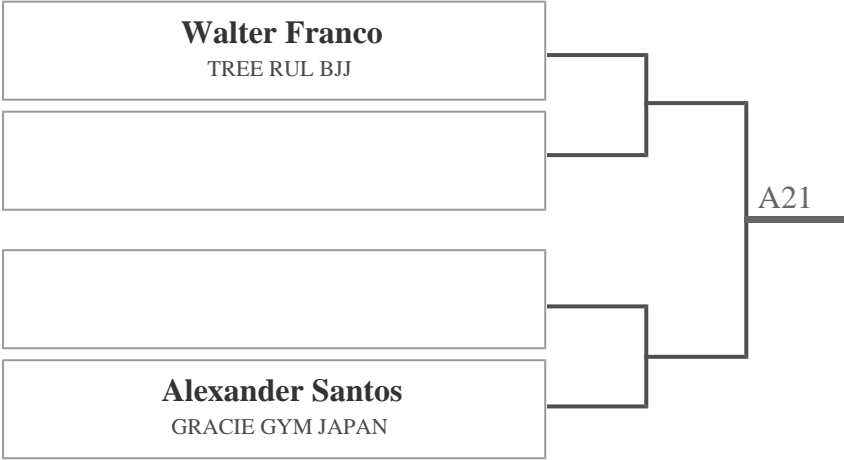 Walter Franco
TREE RUL BJJ
A21
Alexander Santos
GRACIE GYM JAPAN